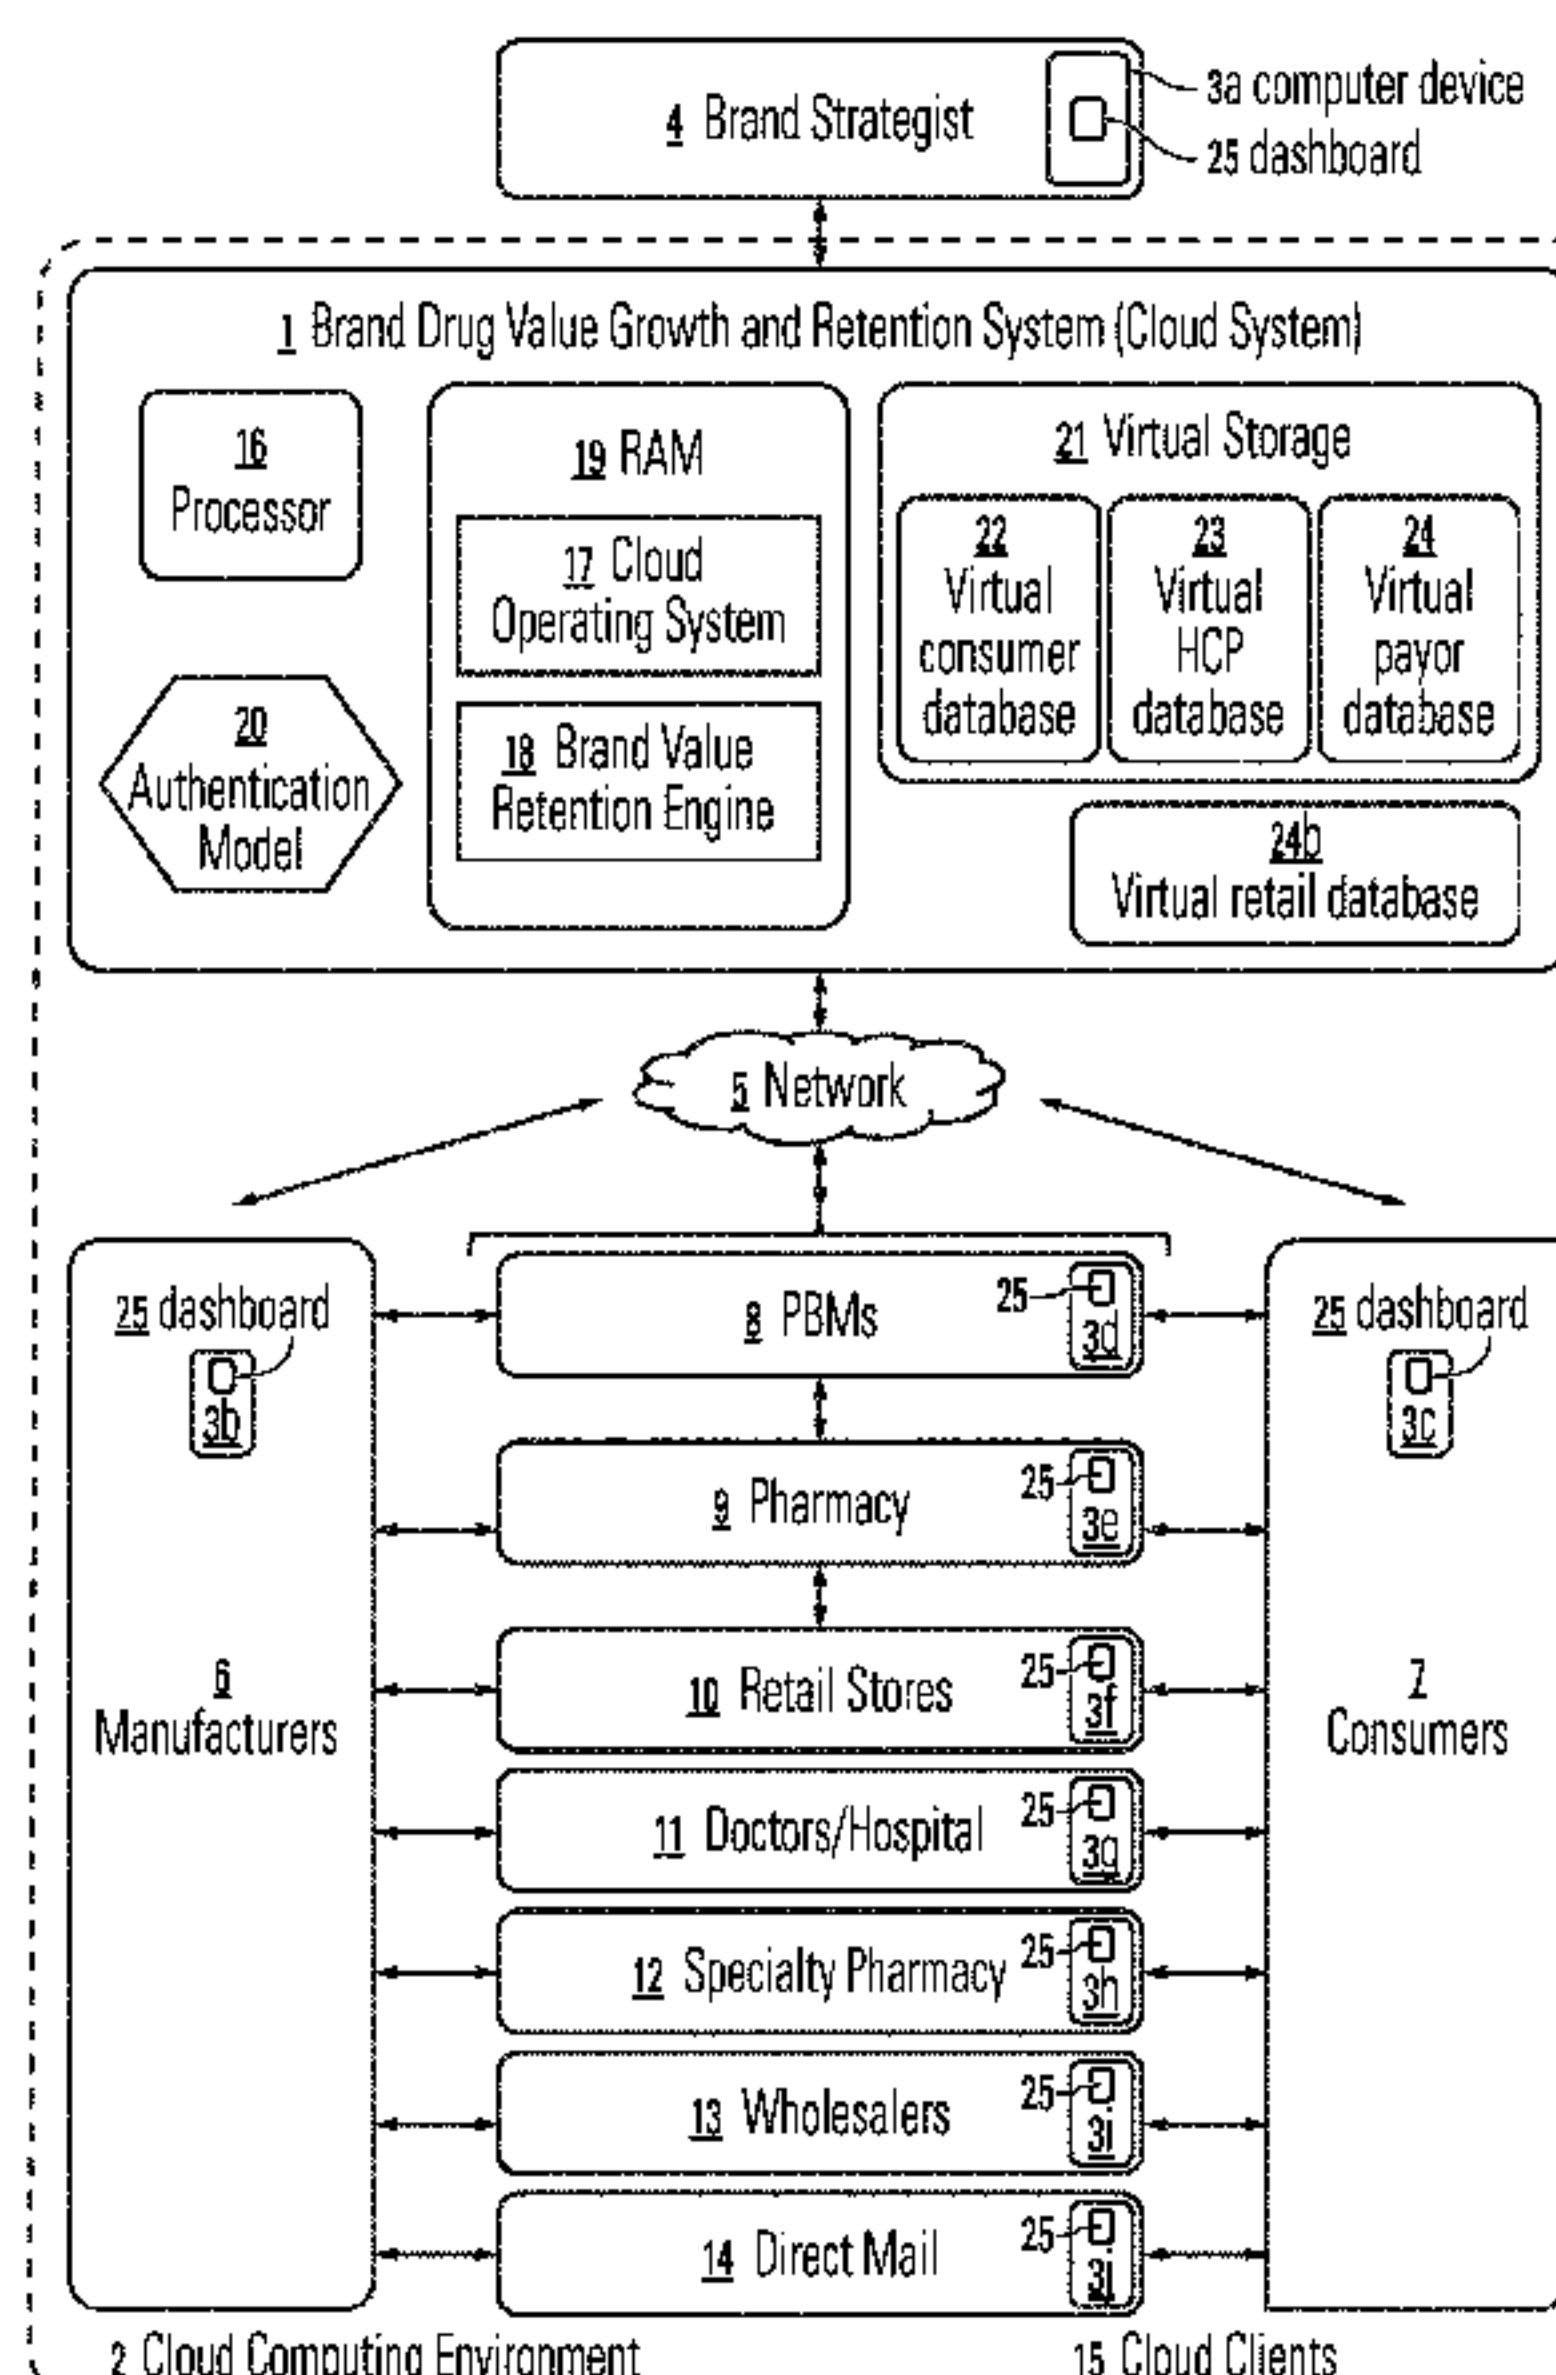 4 Brand Strategist
3a computer device
25 dashboard
1 Brand Drug Value Growth and Retention System (Cloud System)
16
Processor
20
Authentication
Model
19 RAM
17 Cloud
Operating System
18 Brand Value
Retention Engine
21 Virtual Storage
22
Virtual
consumer
database
23
Virtual
HCP
database
24
Virtual
payor
database
24b
Virtual retail database
5 Network
25 dashboard
3b
6
Manufacturers
8 PBMs
25
3d
9 Pharmacy
25
3e
10 Retail Stores
25
3f
11 Doctors/Hospital
25
3g
12 Specialty Pharmacy
25
3h
13 Wholesalers
25
3i
14 Direct Mail
25
3j
25 dashboard
3c
7
Consumers
2 Cloud Computing Environment
15 Cloud Clients